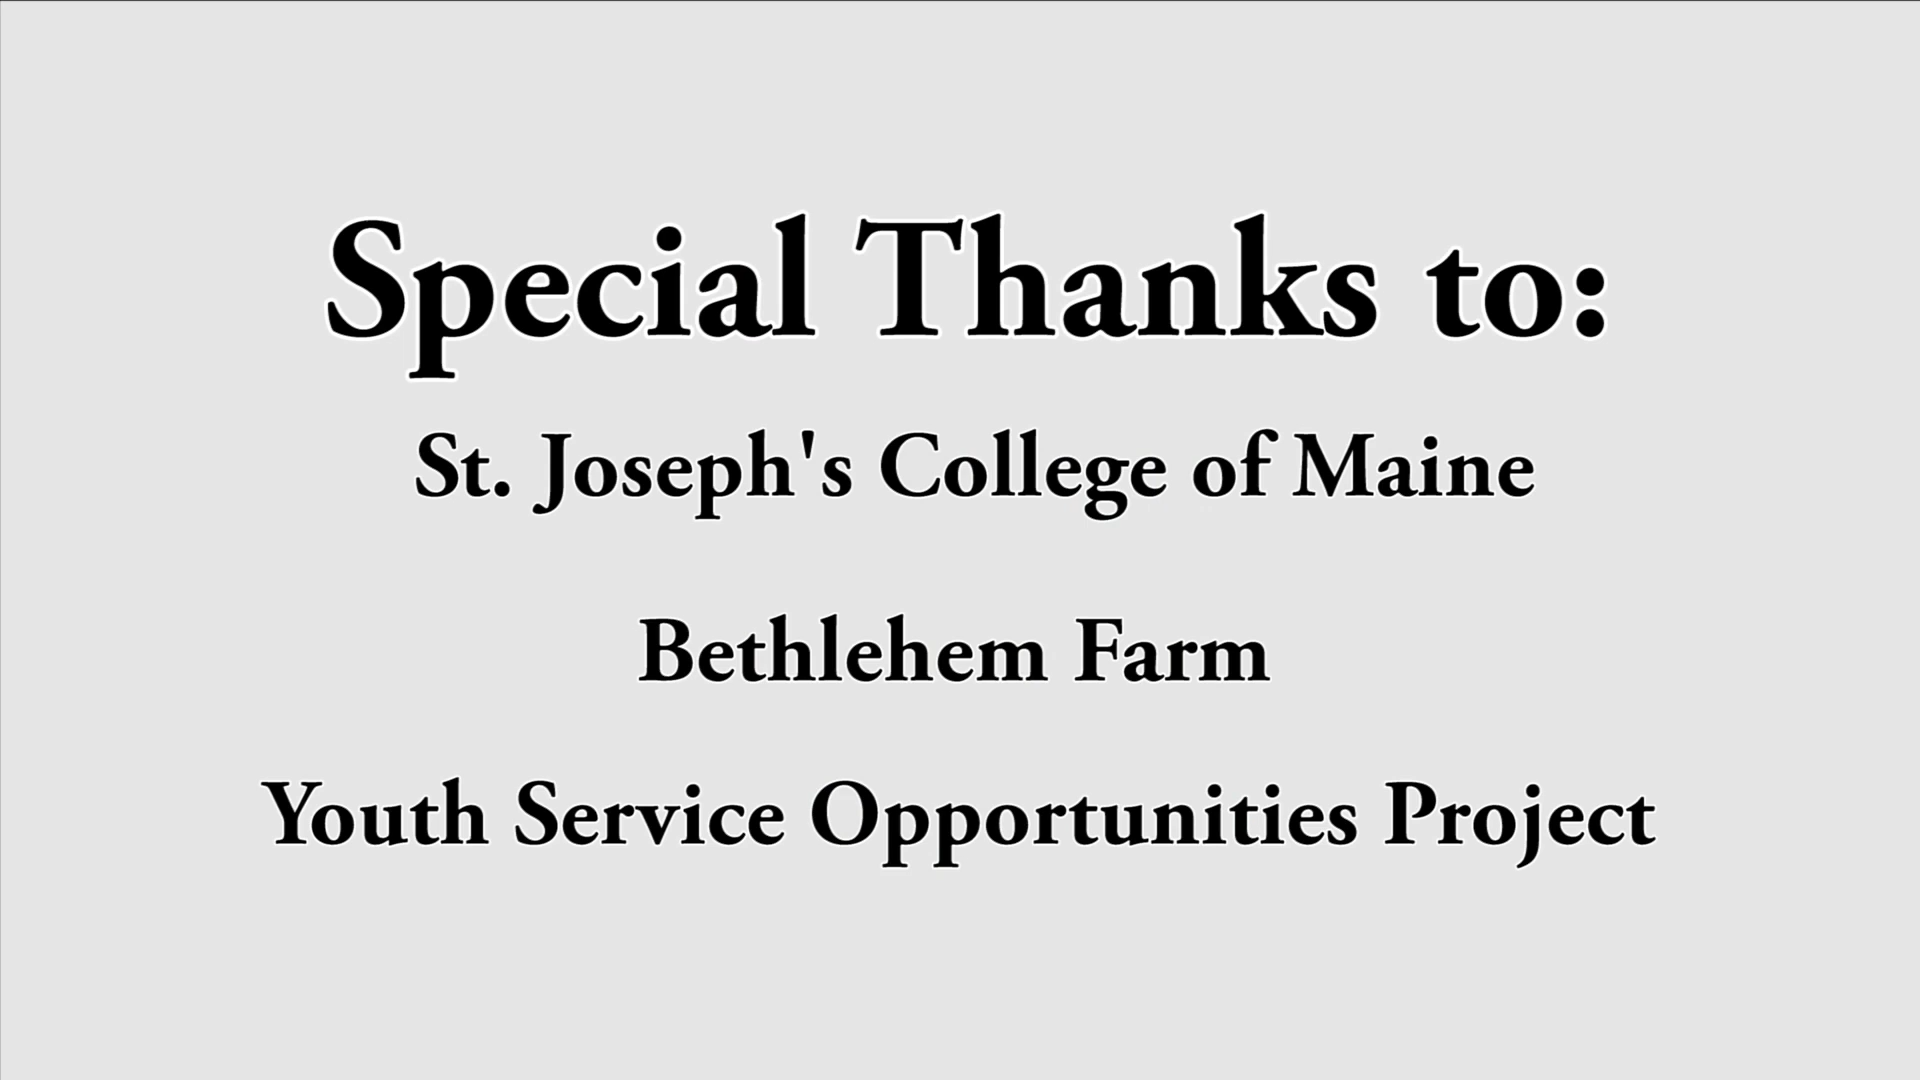 Special Thanks to:
St. Joseph's College of Maine
Bethlehem Farm
Youth Service Opportunities Project